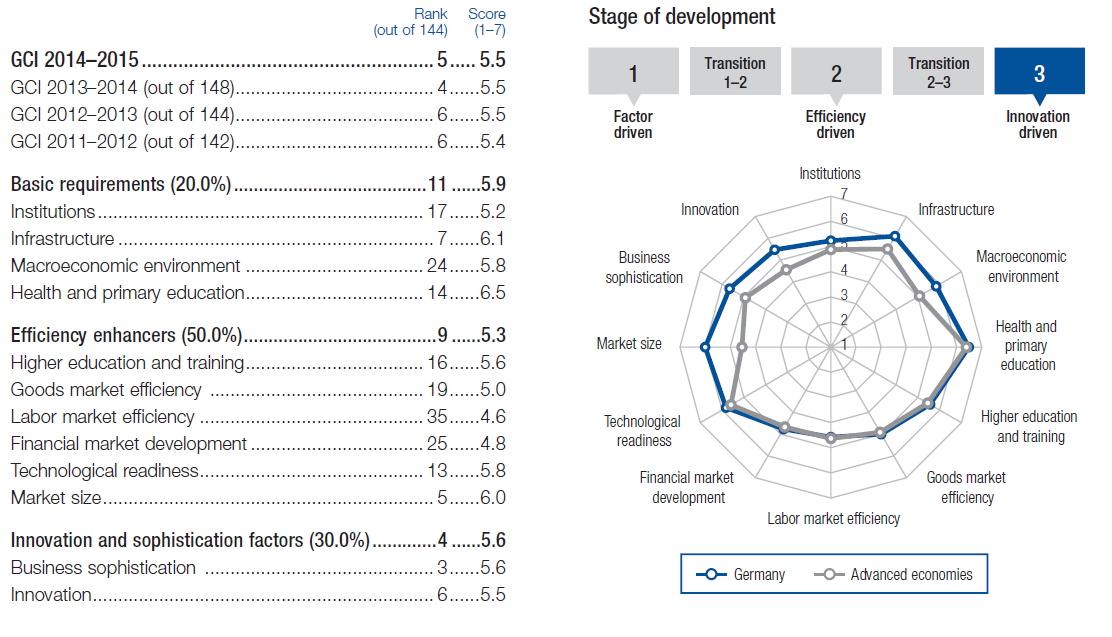 Rank Score
(out of 144) (1–7)
GCI 2014–2015 5 5.5
GCI 2013–2014 (out of 148) 4 5.5
GCI 2012–2013 (out of 144) 6 5.5
GCI 2011–2012 (out of 142) 6 5.4
Basic requirements (20.0%) 11 5.9
Institutions 17 5.2
Infrastructure 7 6.1
Macroeconomic environment 24 5.8
Health and primary education 14 6.5
Efficiency enhancers (50.0%) 9 5.3
Higher education and training 16 5.6
Goods market efficiency 19 5.0
Labor market efficiency 35 4.6
Financial market development 25 4.8
Technological readiness 13 5.8
Market size 5 6.0
Innovation and sophistication factors (30.0%) 4 5.6
Business sophistication 3 5.6
Innovation 6 5.5
Stage of development
1
Transition
1–2
2
Transition
2–3
3
Factor
driven
Efficiency
driven
Innovation
driven
Institutions
Infrastructure
Macroeconomic
environment
Health and
primary
education
Higher education
and training
Goods market
efficiency
Labor market efficiency
Financial market
development
Technological
readiness
Market size
Business
sophistication
Innovation
7
6
5
4
3
2
1
Germany
Advanced economies